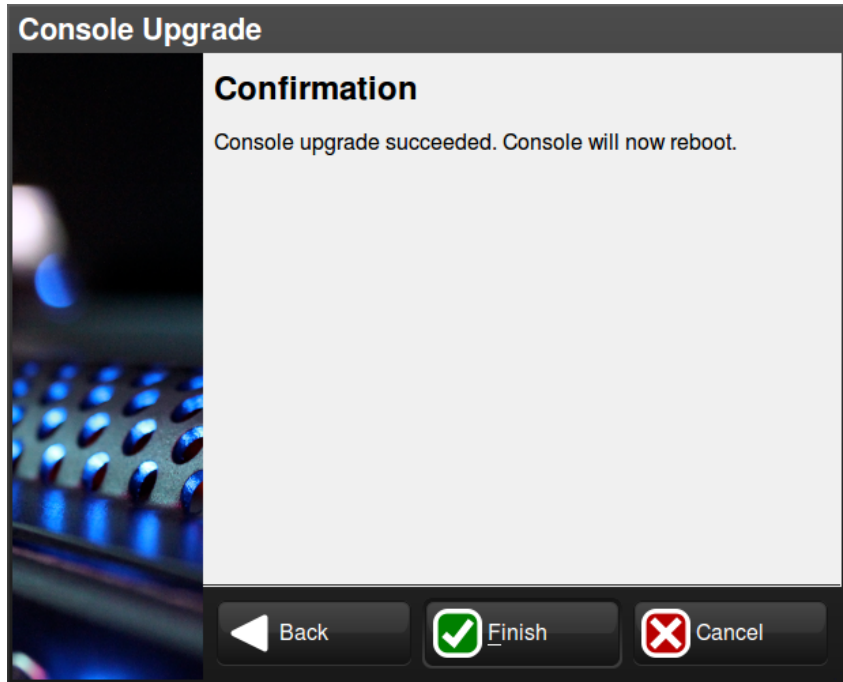 Console Upgrade
Confirmation
Console upgrade succeeded. Console will now reboot.
Back
Finish
Cancel